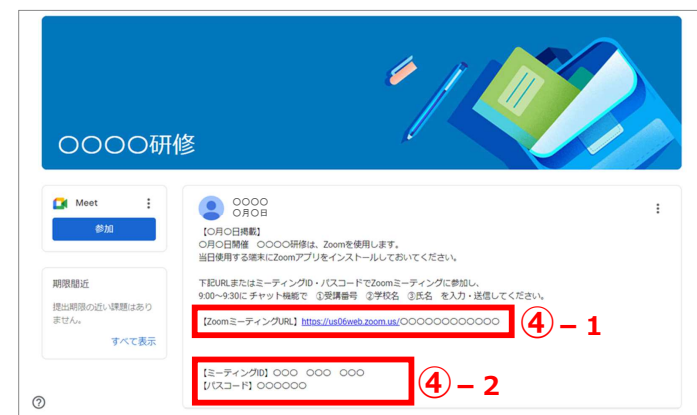 〇〇〇〇研修
Meet
参加
期限間近
提出期限の近い課題はありません。
すべて表示
〇〇〇〇
〇月〇日
【〇月〇日掲載】
〇月〇日開催　〇〇〇〇研修は、Zoomを使用します。
当日使用する端末にZoomアプリをインストールしておいてください。
下記URLまたはミーティングID・パスコードでZoomミーティングに参加し、
9:00～9:30に チャット機能で　①受講番号　②学校名　③氏名　を入力・送信してください。
【ZoomミーティングURL】https://us06web.zoom.us/〇〇〇〇〇〇〇〇〇〇〇〇
④－1
【ミーティングID】〇〇〇　〇〇〇　〇〇〇
【パスコード】〇〇〇〇〇〇
④－2